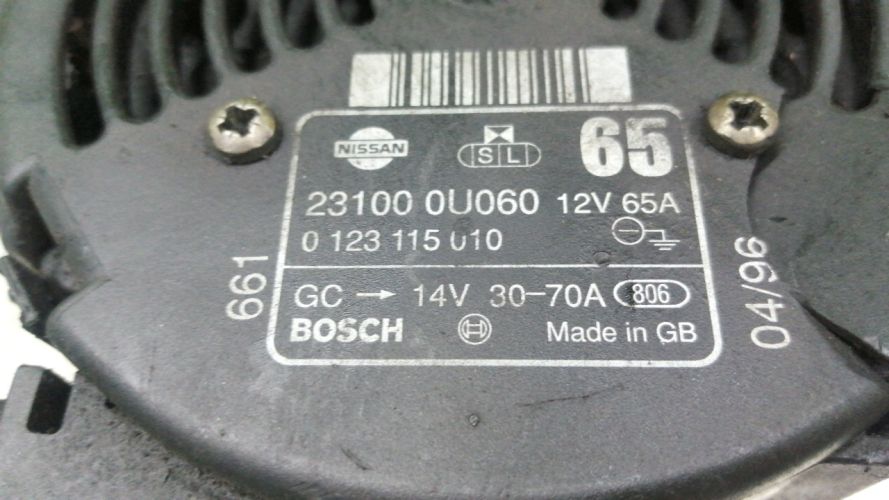 NISSAN S L 65
23100 0U060 12V 65A
0 123 115 010
GC → 14V 30-70A 806
BOSCH Made in GB
661
04/96